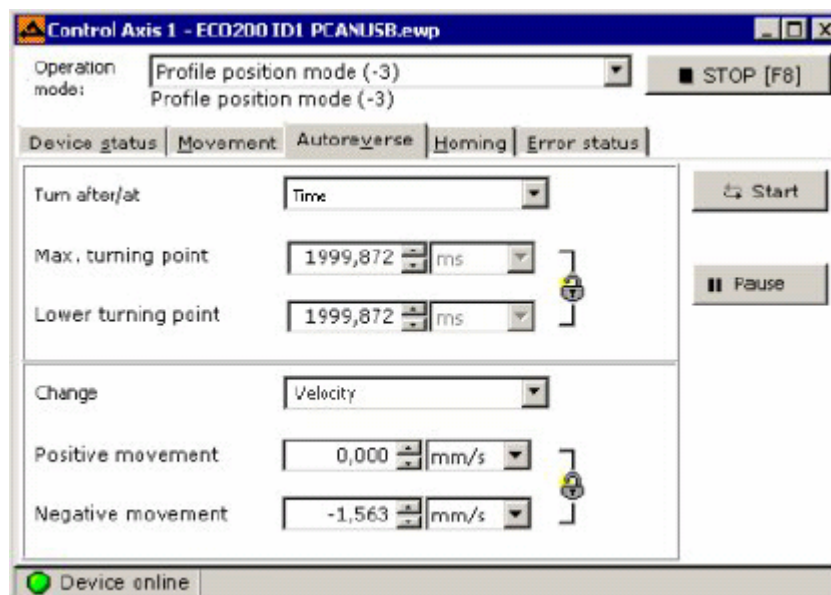 Control Axis 1 - ECO200 ID1 PCANUSB.ewp
Operation mode: Profile position mode (-3) STOP [F8]
Profile position mode (-3)
Device status Movement Autoreverse Homing Error status
Turn after/at Time Start
Max. turning point 1999,872 ms
Pause
Lower turning point 1999,872 ms
Change Velocity
Positive movement 0,000 mm/s
Negative movement -1,563 mm/s
Device online